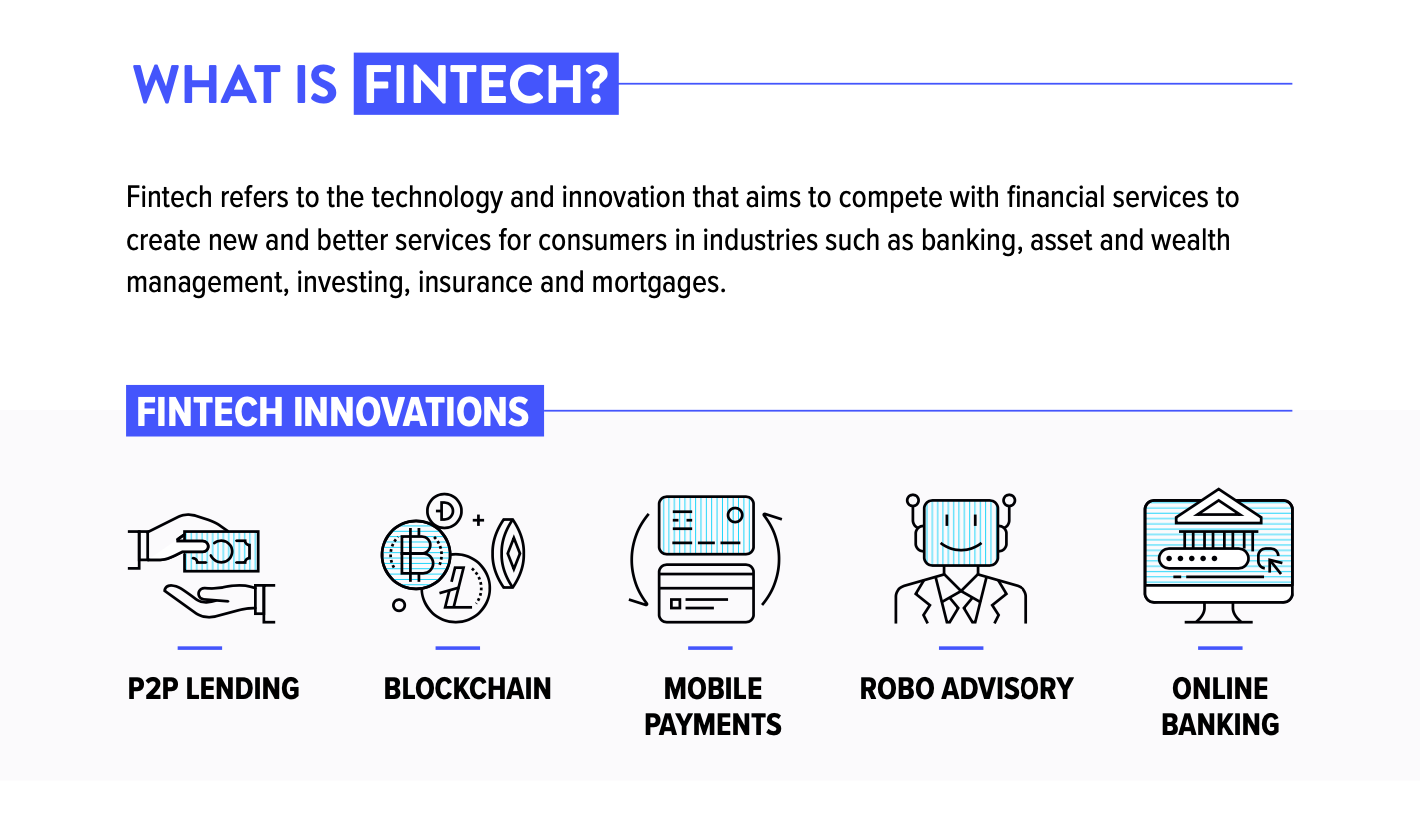 WHAT IS FINTECH?
Fintech refers to the technology and innovation that aims to compete with financial services to
create new and better services for consumers in industries such as banking, asset and wealth
management, investing, insurance and mortgages.
FINTECH INNOVATIONS
P2P LENDING
BLOCKCHAIN
MOBILE
PAYMENTS
ROBO ADVISORY
ONLINE
BANKING